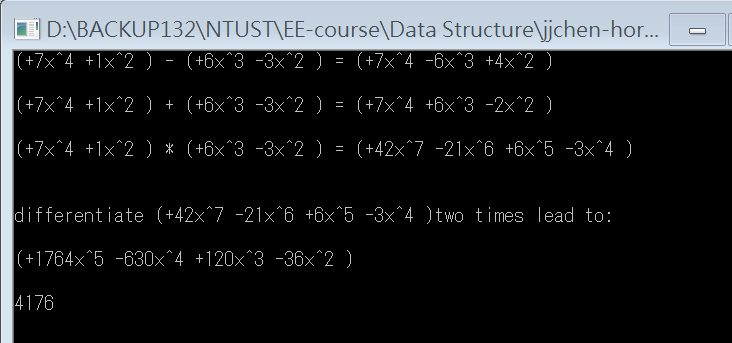 D:\BACKUP132\NTUST\EE-course\Data Structure\jjchen-hor...
(+7x^4 +1x^2 ) - (+6x^3 -3x^2 ) = (+7x^4 -6x^3 +4x^2 )
(+7x^4 +1x^2 ) + (+6x^3 -3x^2 ) = (+7x^4 +6x^3 -2x^2 )
(+7x^4 +1x^2 ) * (+6x^3 -3x^2 ) = (+42x^7 -21x^6 +6x^5 -3x^4 )
differentiate (+42x^7 -21x^6 +6x^5 -3x^4 )two times lead to:
(+1764x^5 -630x^4 +120x^3 -36x^2 )
4176